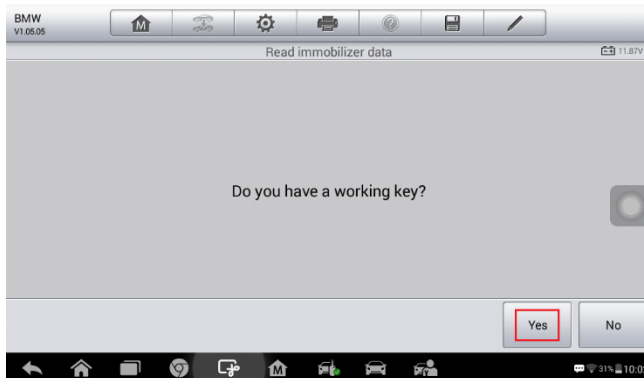 BMW
V1.05.05
Read immobilizer data
11.87V
Do you have a working key?
Yes
No
31%